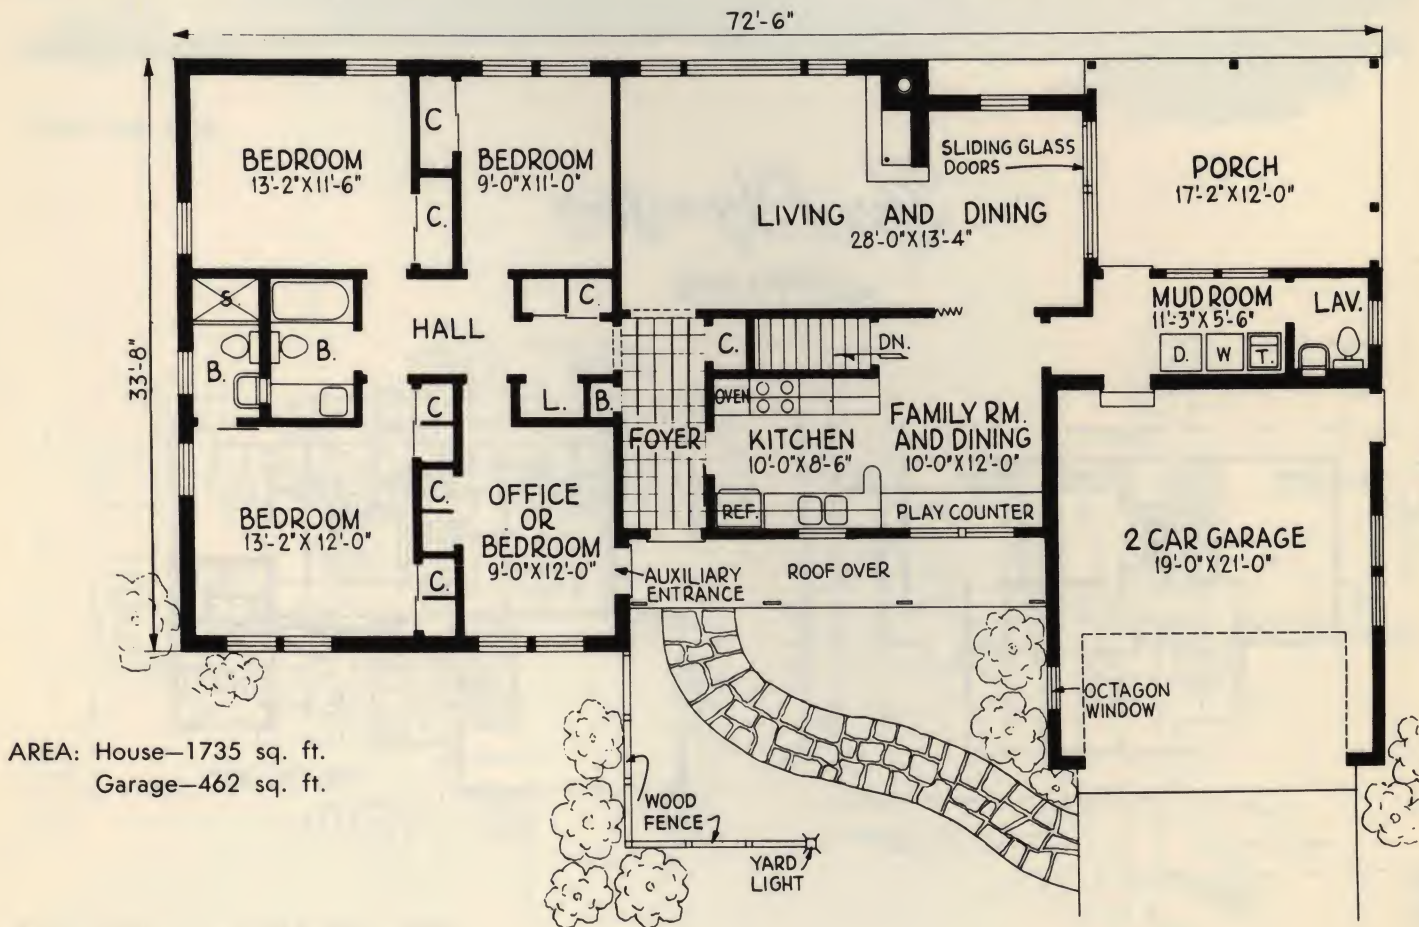 72'-6"
33'-8"
BEDROOM
13'-2"X11'-6"
C.
C.
BEDROOM
9'-0"X11'-0"
LIVING AND DINING
28'-0"X13'-4"
SLIDING GLASS
DOORS
PORCH
17'-2"X12'-0"
S.
B.
B.
HALL
C.
C.
DN.
MUD ROOM
11'-3"X5'-6"
D.
W
T.
LAV.
L.
B.
FOYER
OVEN
KITCHEN
10'-0"X8'-6"
REF.
FAMILY RM.
AND DINING
10'-0"X12'-0"
PLAY COUNTER
BEDROOM
13'-2"X12'-0"
C
C.
C.
OFFICE
OR
BEDROOM
9'-0"X12'-0"
AUXILIARY
ENTRANCE
ROOF OVER
2 CAR GARAGE
19'-0"X21'-0"
OCTAGON
WINDOW
AREA: House—1735 sq. ft.
Garage—462 sq. ft.
WOOD
FENCE
YARD
LIGHT